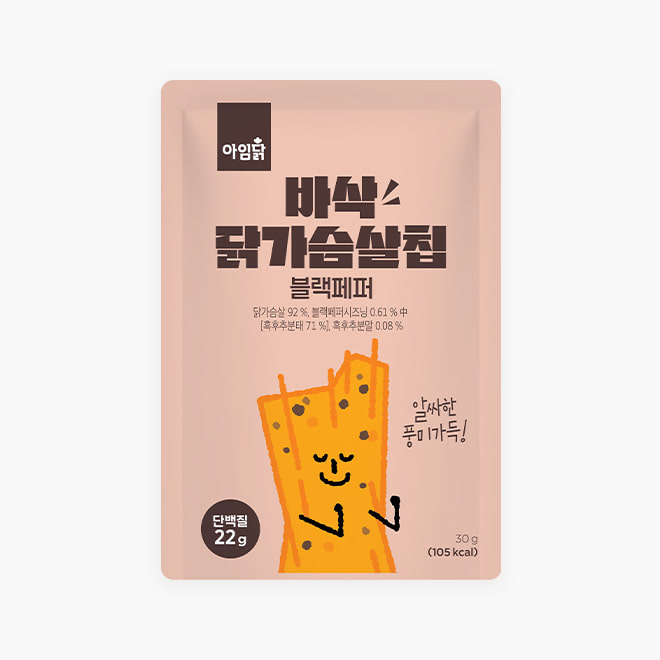 아임닭
바삭
닭가슴살칩
블랙페퍼
닭가슴살 92 %, 블랙페퍼시즈닝 0.61 % 中
[흑후추분태 71 %], 흑후추분말 0.08 %
알싸한
풍미가득!
단백질
22 g
30 g
(105 kcal)